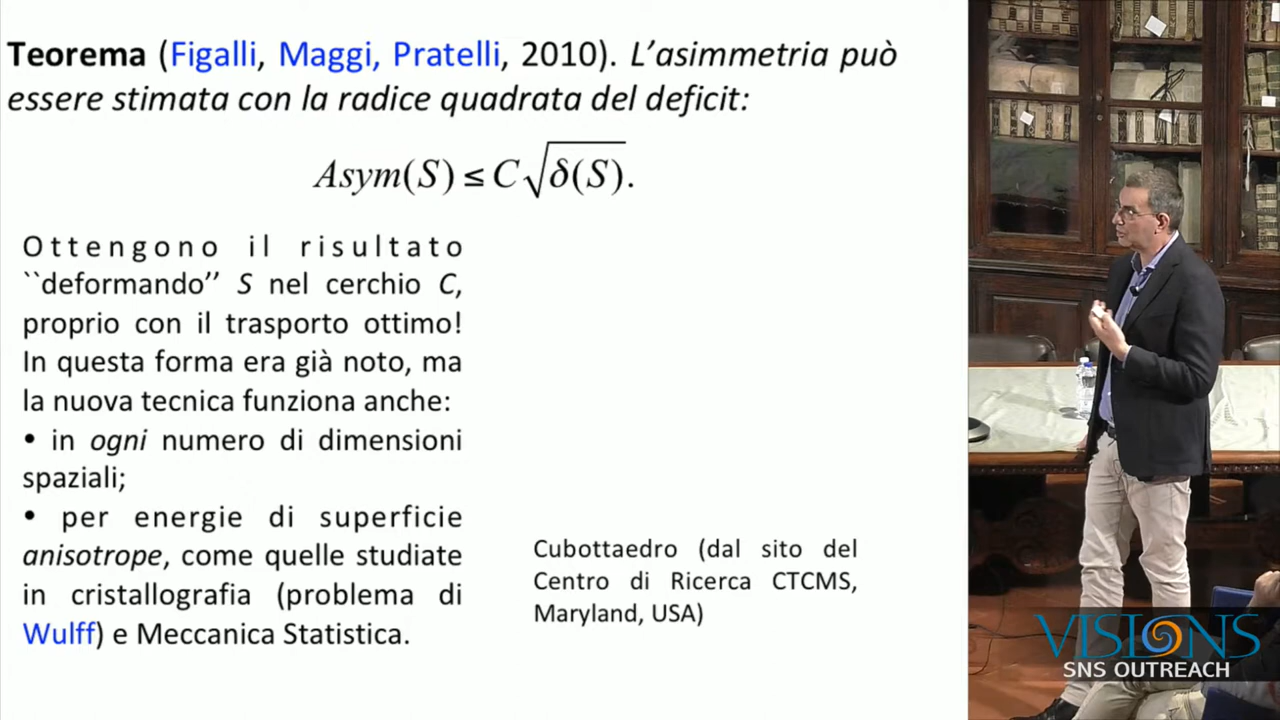 Teorema (Figalli, Maggi, Pratelli, 2010). L'asimmetria può
essere stimata con la radice quadrata del deficit:
Asym(S) ≤ C√δ(S).
Ottengono il risultato
``deformando'' S nel cerchio C,
proprio con il trasporto ottimo!
In questa forma era già noto, ma
la nuova tecnica funziona anche:
• in ogni numero di dimensioni
spaziali;
• per energie di superficie
anisotrope, come quelle studiate
in cristallografia (problema di
Wulff) e Meccanica Statistica.
Cubottaedro (dal sito del
Centro di Ricerca CTCMS,
Maryland, USA)
VISIONS
SNS OUTREACH